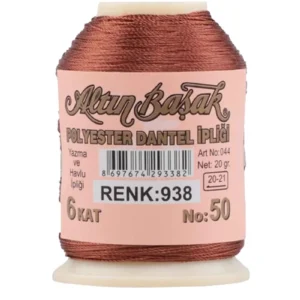 Altın Başak
POLYESTER DANTEL İPLİĞİ
Yazma
ve
Havlu
İpliği
Art No: 044
Net: 20 gr.
20-21
8 697674 293382
RENK:938
6 KAT
No:50